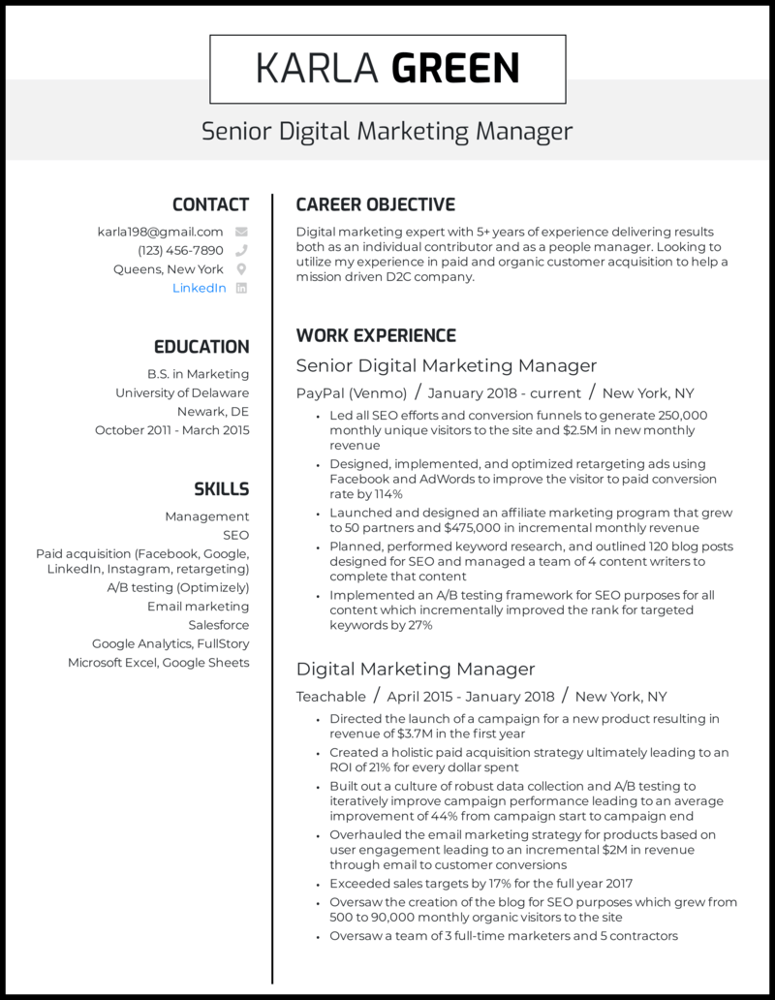 KARLA GREEN
Senior Digital Marketing Manager
CONTACT
karla198@gmail.com
(123) 456-7890
Queens, New York
LinkedIn
EDUCATION
B.S. in Marketing
University of Delaware
Newark, DE
October 2011 - March 2015
SKILLS
Management
SEO
Paid acquisition (Facebook, Google,
LinkedIn, Instagram, retargeting)
A/B testing (Optimizely)
Email marketing
Salesforce
Google Analytics, FullStory
Microsoft Excel, Google Sheets
CAREER OBJECTIVE
Digital marketing expert with 5+ years of experience delivering results
both as an individual contributor and as a people manager. Looking to
utilize my experience in paid and organic customer acquisition to help a
mission driven D2C company.
WORK EXPERIENCE
Senior Digital Marketing Manager
PayPal (Venmo) / January 2018 - current / New York, NY
• Led all SEO efforts and conversion funnels to generate 250,000
monthly unique visitors to the site and $2.5M in new monthly
revenue
• Designed, implemented, and optimized retargeting ads using
Facebook and AdWords to improve the visitor to paid conversion
rate by 114%
• Launched and designed an affiliate marketing program that grew
to 50 partners and $475,000 in incremental monthly revenue
• Planned, performed keyword research, and outlined 120 blog posts
designed for SEO and managed a team of 4 content writers to
complete that content
• Implemented an A/B testing framework for SEO purposes for all
content which incrementally improved the rank for targeted
keywords by 27%
Digital Marketing Manager
Teachable / April 2015 - January 2018 / New York, NY
• Directed the launch of a campaign for a new product resulting in
revenue of $3.7M in the first year
• Created a holistic paid acquisition strategy ultimately leading to an
ROI of 21% for every dollar spent
• Built out a culture of robust data collection and A/B testing to
iteratively improve campaign performance leading to an average
improvement of 44% from campaign start to campaign end
• Overhauled the email marketing strategy for products based on
user engagement leading to an incremental $2M in revenue
through email to customer conversions
• Exceeded sales targets by 17% for the full year 2017
• Oversaw the creation of the blog for SEO purposes which grew from
500 to 90,000 monthly organic visitors to the site
• Oversaw a team of 3 full-time marketers and 5 contractors